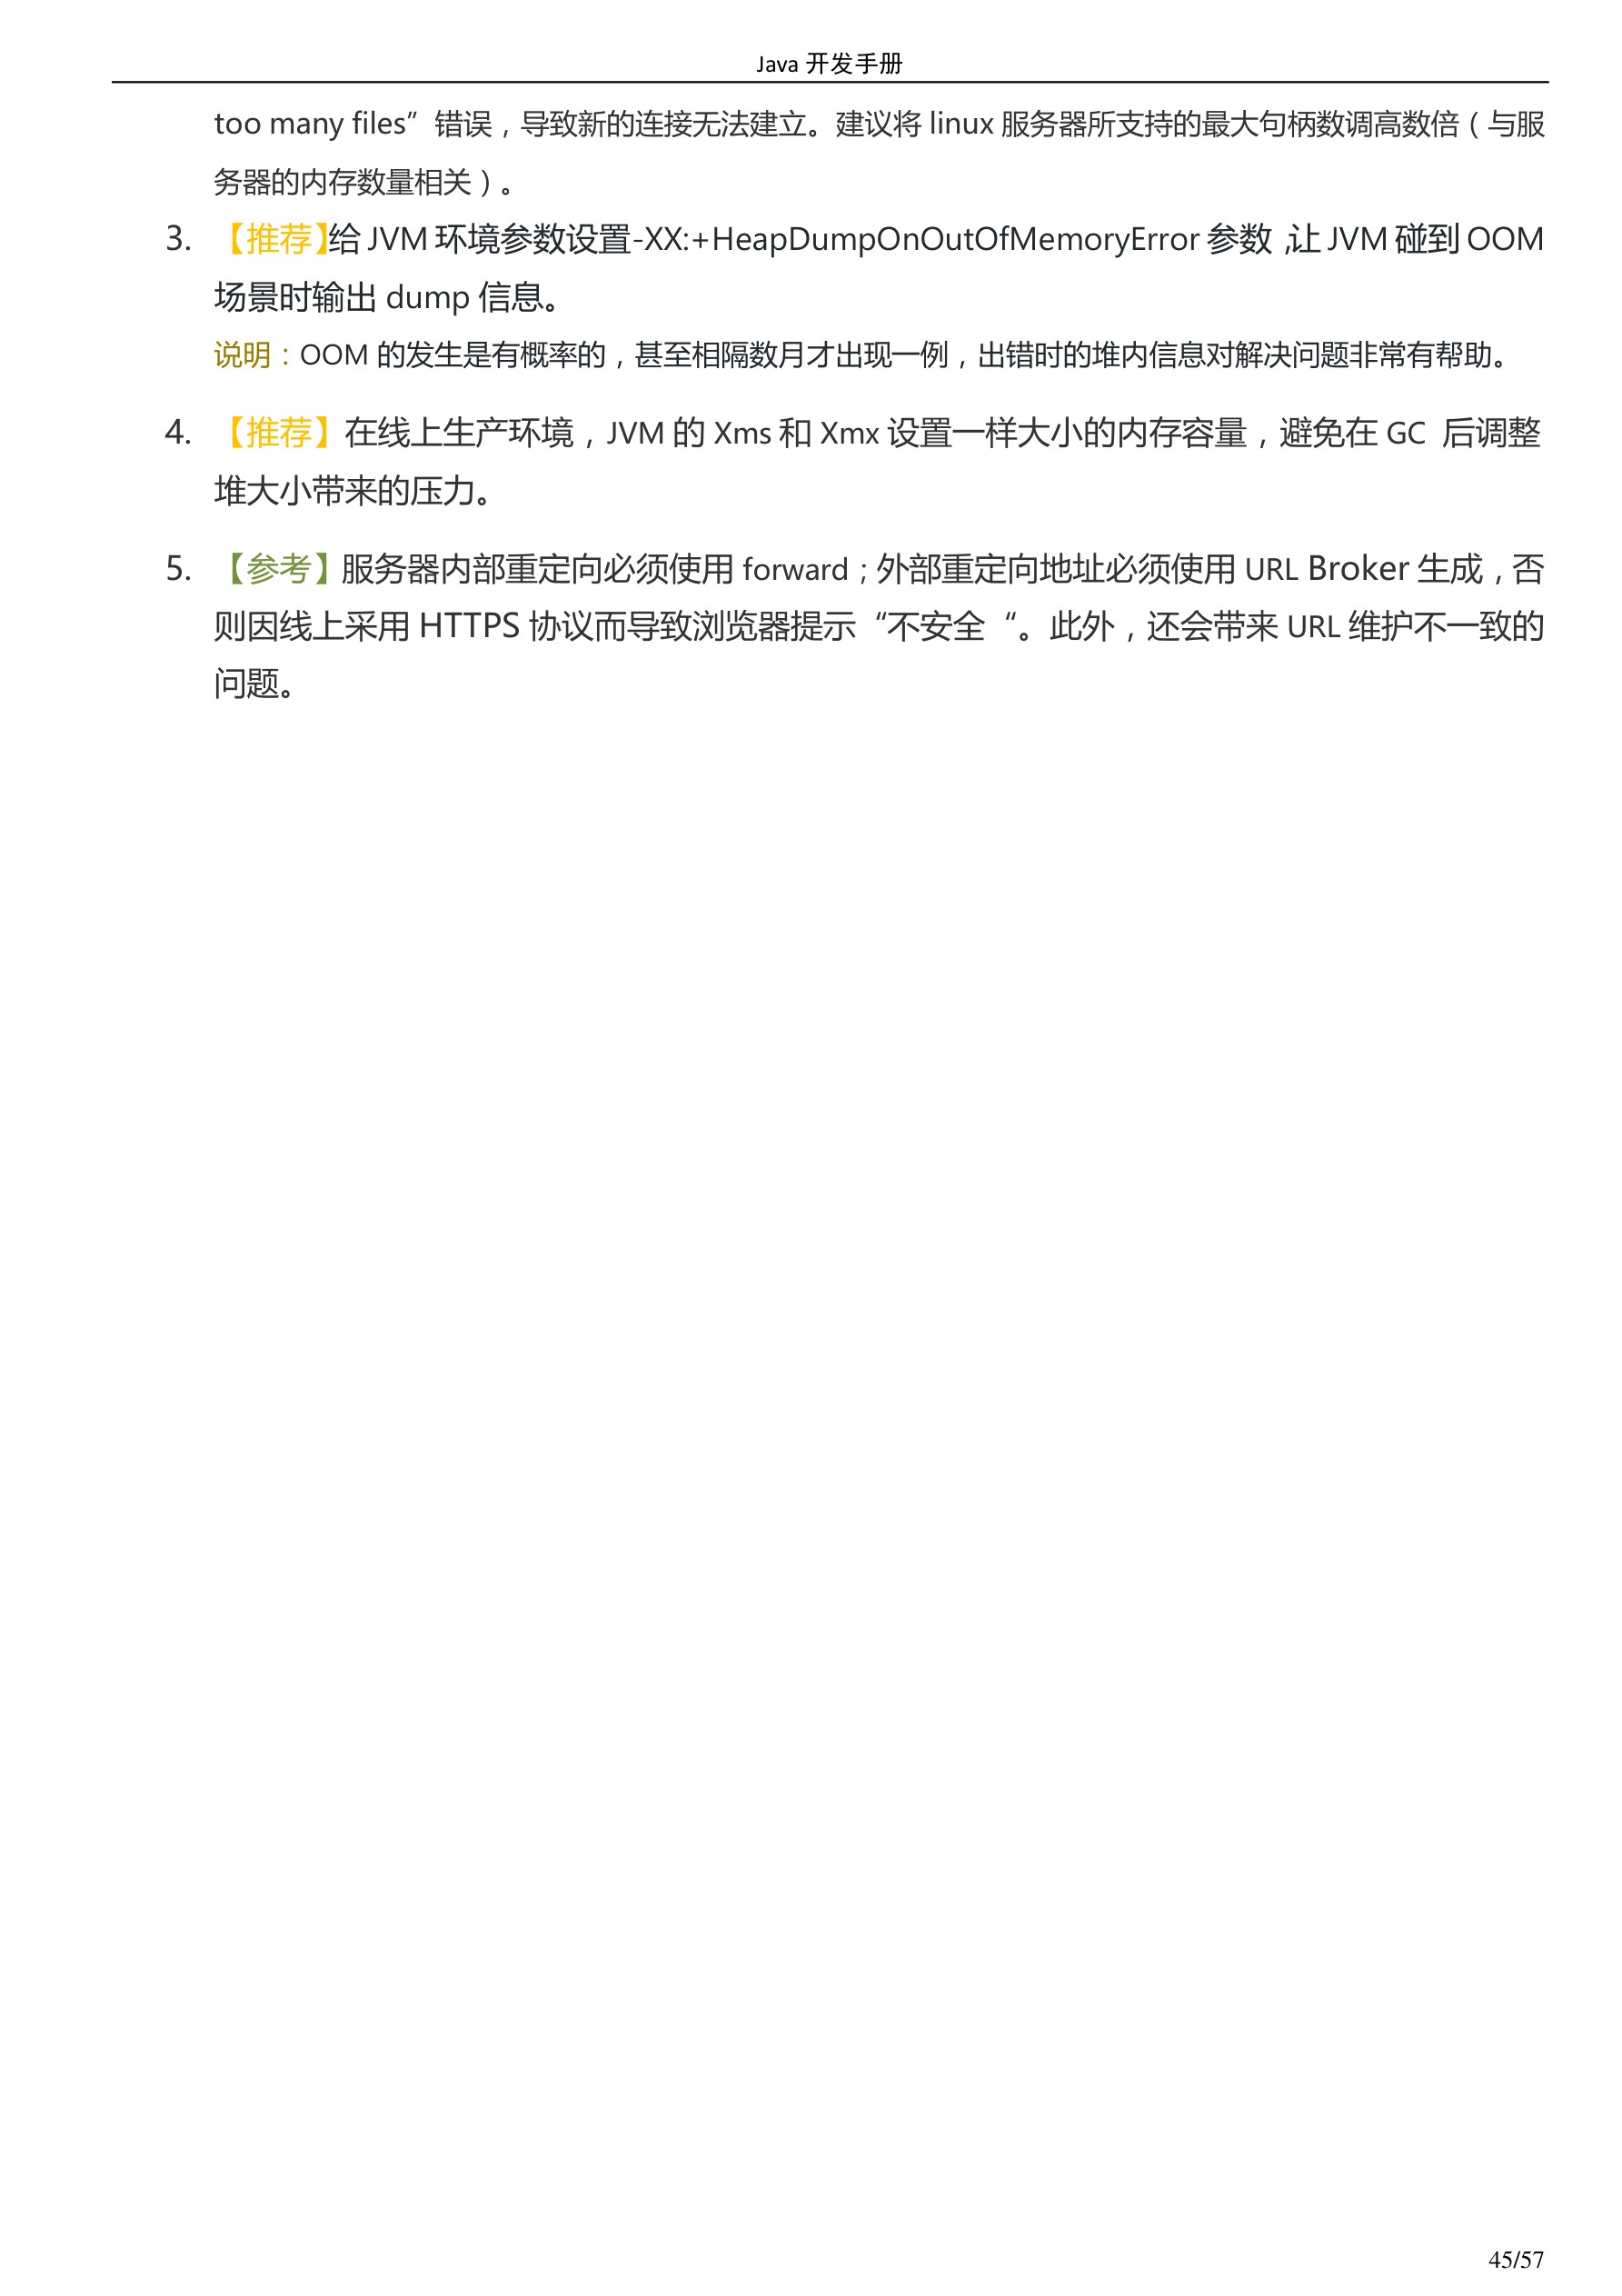 Java 开发手册
too many files”错误，导致新的连接无法建立。建议将 linux 服务器所支持的最大句柄数调高数倍（与服
务器的内存数量相关）。
3. 【推荐】给 JVM 环境参数设置-XX:+HeapDumpOnOutOfMemoryError 参数，让 JVM 碰到 OOM
场景时输出 dump 信息。
说明：OOM 的发生是有概率的，甚至相隔数月才出现一例，出错时的堆内信息对解决问题非常有帮助。
4. 【推荐】在线上生产环境，JVM 的 Xms 和 Xmx 设置一样大小的内存容量，避免在 GC 后调整
堆大小带来的压力。
5. 【参考】服务器内部重定向必须使用 forward；外部重定向地址必须使用 URL Broker 生成，否
则因线上采用 HTTPS 协议而导致浏览器提示“不安全“。此外，还会带来 URL 维护不一致的
问题。
45/57